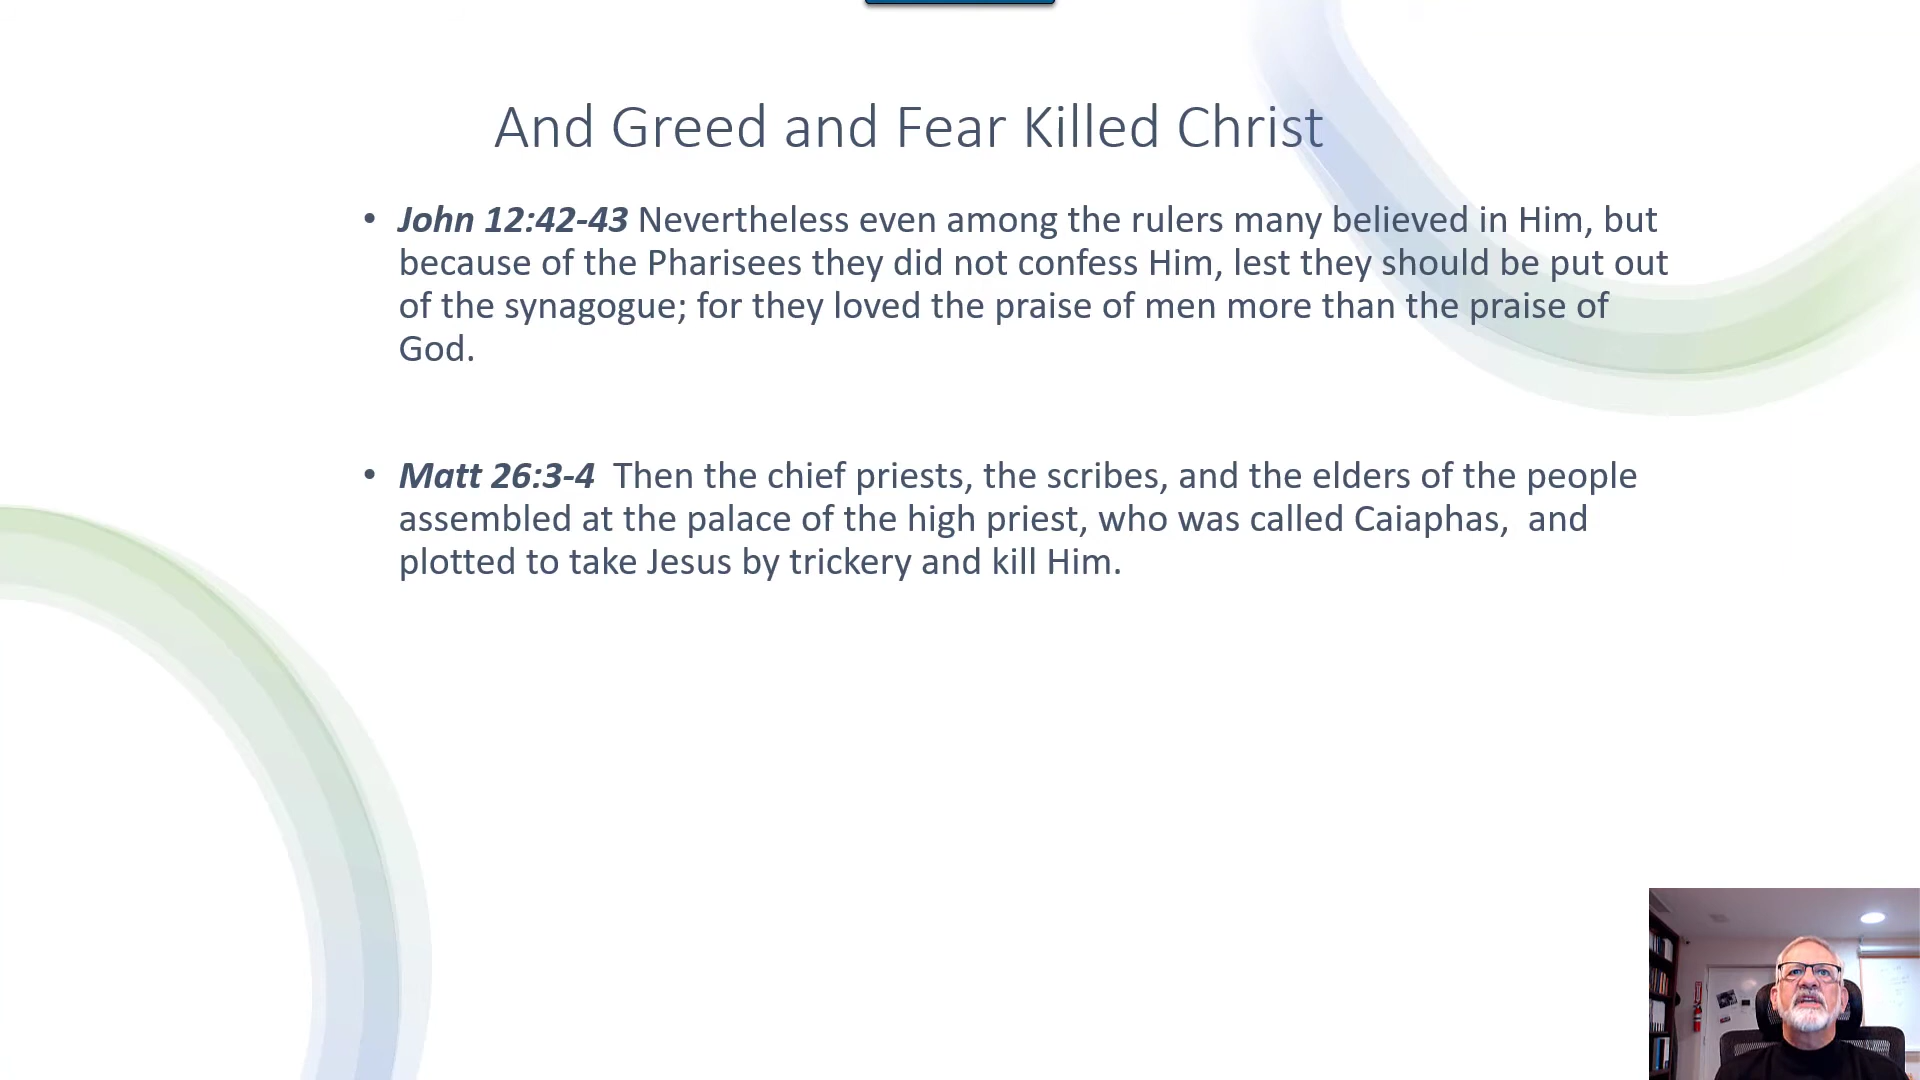 And Greed and Fear Killed Christ
• John 12:42-43 Nevertheless even among the rulers many believed in Him, but
because of the Pharisees they did not confess Him, lest they should be put out
of the synagogue; for they loved the praise of men more than the praise of
God.
• Matt 26:3-4  Then the chief priests, the scribes, and the elders of the people
assembled at the palace of the high priest, who was called Caiaphas,  and
plotted to take Jesus by trickery and kill Him.